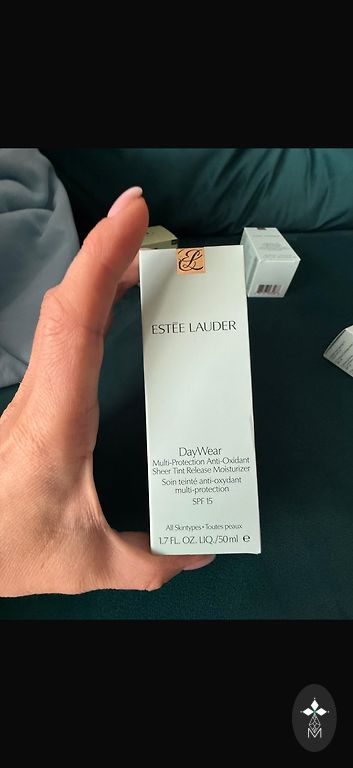 ESTĒE LAUDER
DayWear
Multi-Protection Anti-Oxidant
Sheer Tint Release Moisturizer
Soin teinté anti-oxydant
multi-protection
SPF 15
All Skintypes • Toutes peaux
1.7 FL. OZ. LIQ./50 ml e